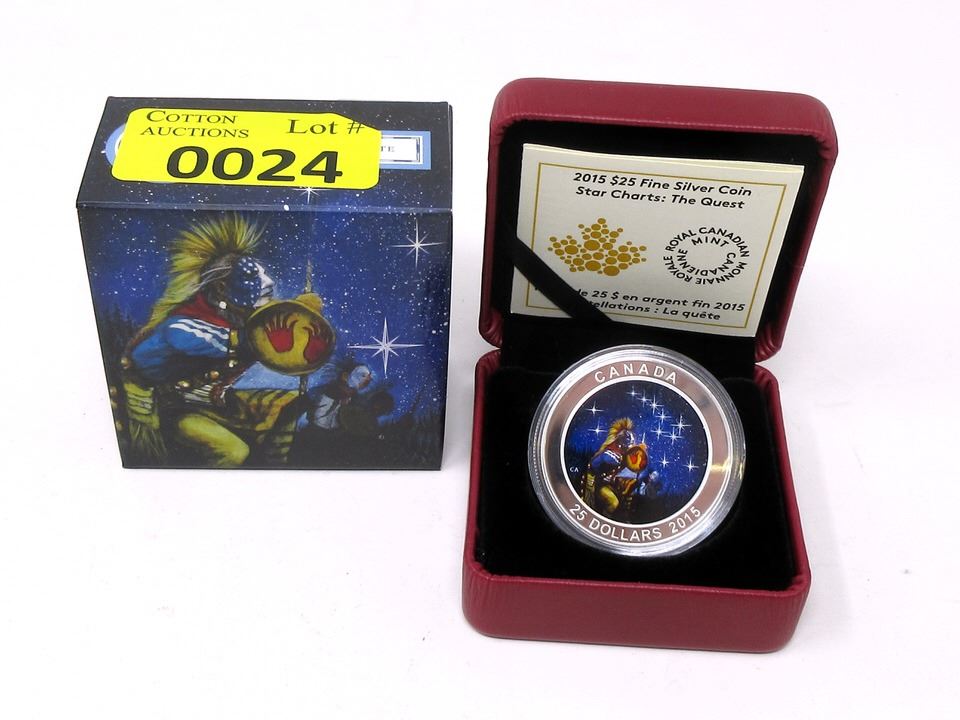 COTTON
AUCTIONS
Lot #
0024
2015 $25 Fine Silver Coin
Star Charts: The Quest
ROYAL CANADIAN MINT
MONNAIE ROYALE CANADIENNE
de 25 $ en argent fin 2015
: La quête
CANADA
CA
25 DOLLARS 2015